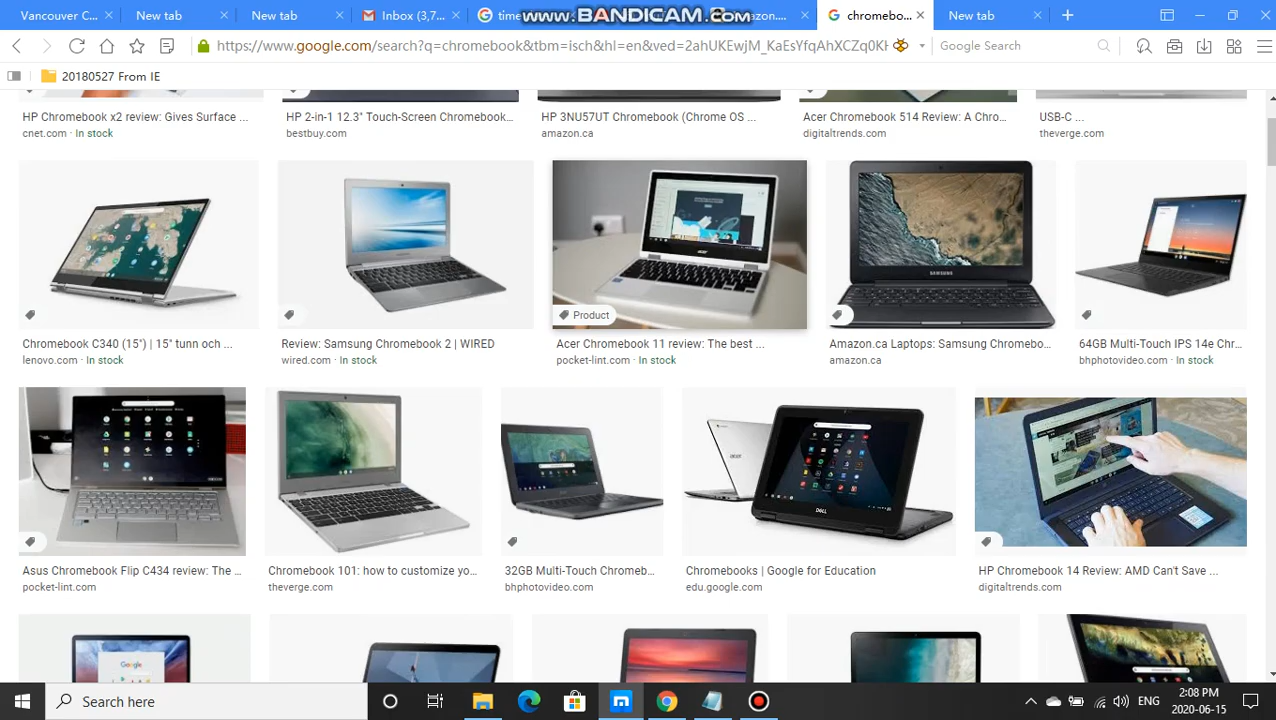 Vancouver C
New tab
New tab
Inbox (3,7...
time
www.BANDICAM.com
azon....
chromebo...
New tab
https://www.google.com/search?q=chromebook&tbm=isch&hl=en&ved=2ahUKEwjM_KaEsYfqAhXCZq0KH
Google Search
20180527 From IE
HP Chromebook x2 review: Gives Surface ...
cnet.com · In stock
HP 2-in-1 12.3" Touch-Screen Chromebook...
bestbuy.com
HP 3NU57UT Chromebook (Chrome OS ...
amazon.ca
Acer Chromebook 514 Review: A Chro...
digitaltrends.com
USB-C ...
theverge.com
Product
SAMSUNG
Chromebook C340 (15") | 15" tunn och ...
lenovo.com · In stock
Review: Samsung Chromebook 2 | WIRED
wired.com · In stock
Acer Chromebook 11 review: The best ...
pocket-lint.com · In stock
Amazon.ca Laptops: Samsung Chromebo...
amazon.ca
64GB Multi-Touch IPS 14e Chr...
bhphotovideo.com · In stock
acer
DELL
Asus Chromebook Flip C434 review: The ...
pocket-lint.com
Chromebook 101: how to customize yo...
theverge.com
32GB Multi-Touch Chromeb...
bhphotovideo.com
Chromebooks | Google for Education
edu.google.com
HP Chromebook 14 Review: AMD Can't Save ...
digitaltrends.com
Google
Search here
ENG
2:08 PM
2020-06-15